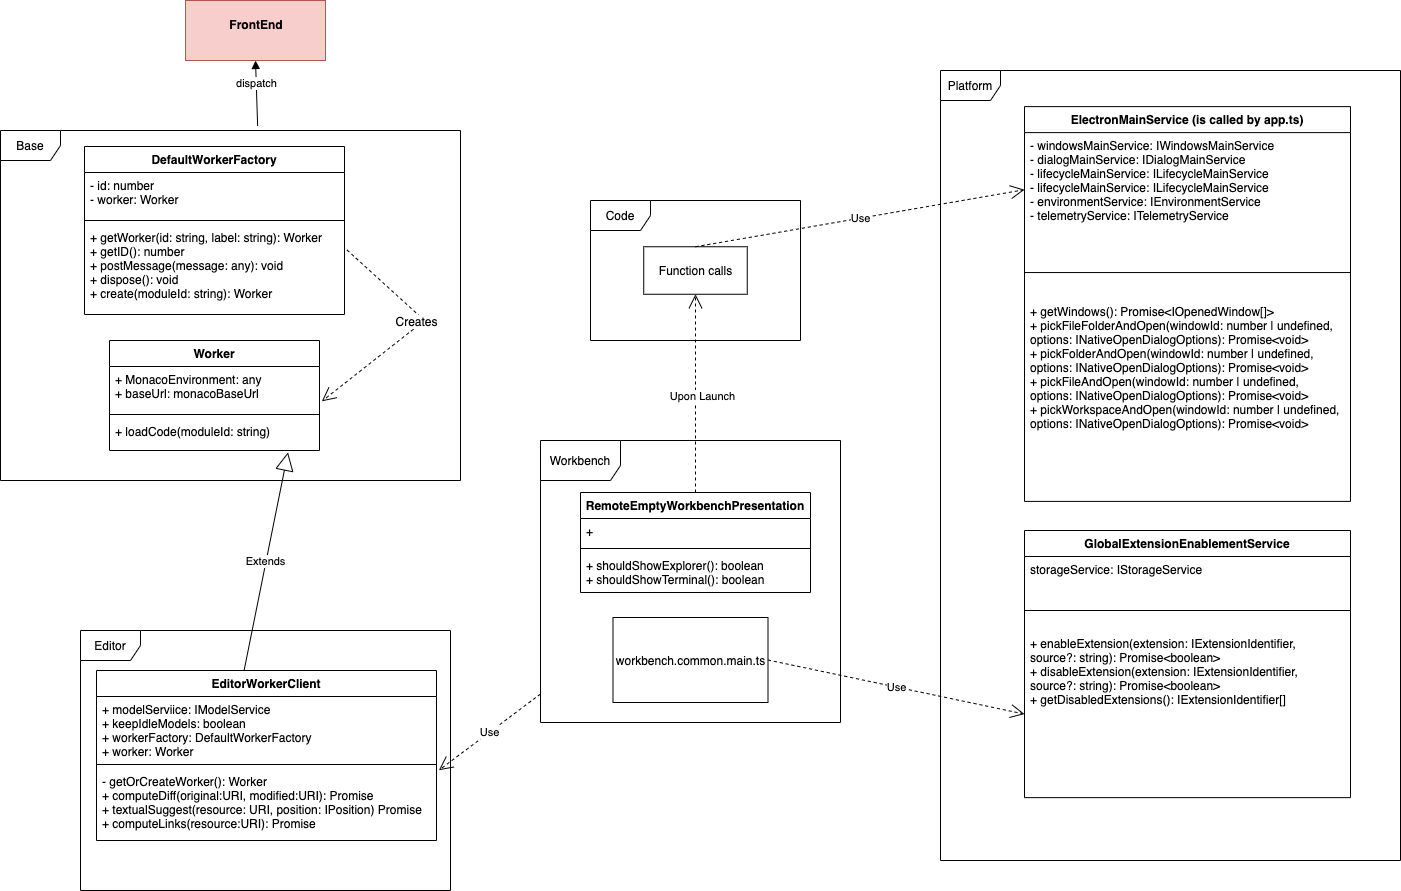 FrontEnd
dispatch
Base
DefaultWorkerFactory
- id: number
- worker: Worker
+ getWorker(id: string, label: string): Worker
+ getID(): number
+ postMessage(message: any): void
+ dispose(): void
+ create(moduleId: string): Worker
Creates
Worker
+ MonacoEnvironment: any
+ baseUrl: monacoBaseUrl
+ loadCode(moduleId: string)
Extends
Editor
EditorWorkerClient
+ modelServiice: IModelService
+ keepIdleModels: boolean
+ workerFactory: DefaultWorkerFactory
+ worker: Worker
- getOrCreateWorker(): Worker
+ computeDiff(original:URI, modified:URI): Promise
+ textualSuggest(resource: URI, position: IPosition) Promise
+ computeLinks(resource:URI): Promise
Use
Code
Function calls
Use
Upon Launch
Workbench
RemoteEmptyWorkbenchPresentation
+
+ shouldShowExplorer(): boolean
+ shouldShowTerminal(): boolean
workbench.common.main.ts
Use
Platform
ElectronMainService (is called by app.ts)
- windowsMainService: IWindowsMainService
- dialogMainService: IDialogMainService
- lifecycleMainService: ILifecycleMainService
- lifecycleMainService: ILifecycleMainService
- environmentService: IEnvironmentService
- telemetryService: ITelemetryService
+ getWindows(): Promise<IOpenedWindow[]>
+ pickFileFolderAndOpen(windowId: number | undefined,
options: INativeOpenDialogOptions): Promise<void>
+ pickFolderAndOpen(windowId: number | undefined,
options: INativeOpenDialogOptions): Promise<void>
+ pickFileAndOpen(windowId: number | undefined,
options: INativeOpenDialogOptions): Promise<void>
+ pickWorkspaceAndOpen(windowId: number | undefined,
options: INativeOpenDialogOptions): Promise<void>
GlobalExtensionEnablementService
storageService: IStorageService
+ enableExtension(extension: IExtensionIdentifier,
source?: string): Promise<boolean>
+ disableExtension(extension: IExtensionIdentifier,
source?: string): Promise<boolean>
+ getDisabledExtensions(): IExtensionIdentifier[]